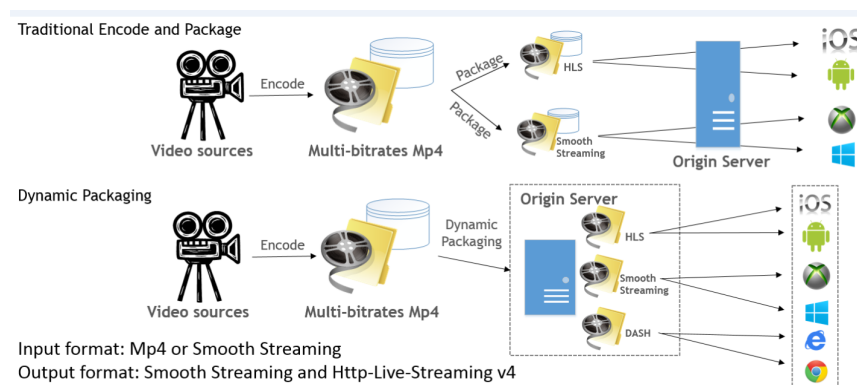 Traditional Encode and Package
Encode
Package
Package
HLS
Smooth
Streaming
iOS
Video sources
Multi-bitrates Mp4
Origin Server
Dynamic Packaging
Encode
Dynamic
Packaging
Origin Server
HLS
Smooth
Streaming
DASH
iOS
Video sources
Multi-bitrates Mp4
Input format: Mp4 or Smooth Streaming
Output format: Smooth Streaming and Http-Live-Streaming v4